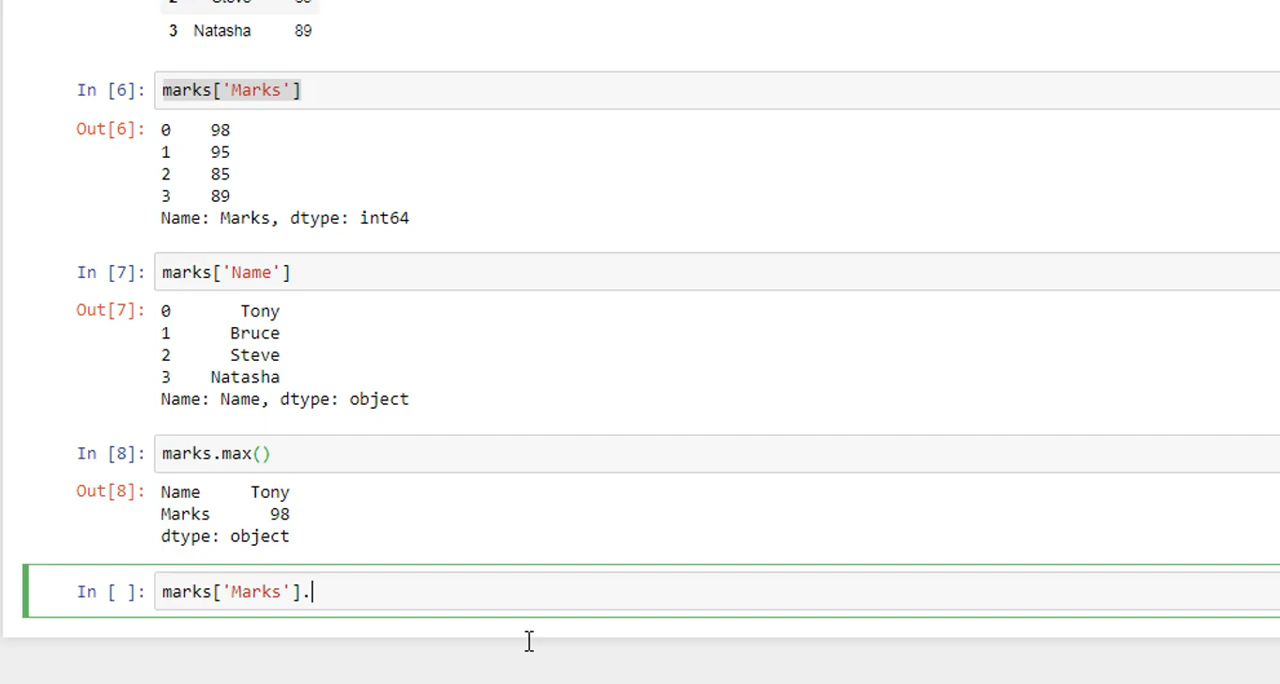 3 Natasha 89
In [6]: marks['Marks']
Out[6]: 0 98
1 95
2 85
3 89
Name: Marks, dtype: int64
In [7]: marks['Name']
Out[7]: 0 Tony
1 Bruce
2 Steve
3 Natasha
Name: Name, dtype: object
In [8]: marks.max()
Out[8]: Name Tony
Marks 98
dtype: object
In [ ]: marks['Marks'].